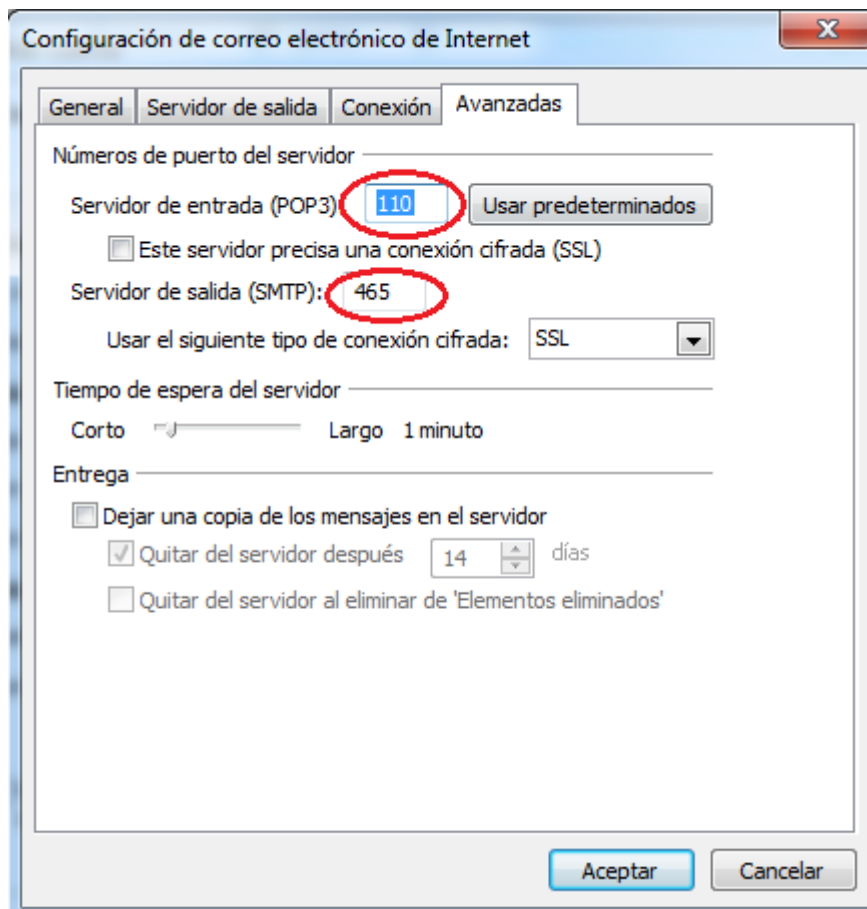 Configuración de correo electrónico de Internet
General Servidor de salida Conexión Avanzadas
Números de puerto del servidor
Servidor de entrada (POP3) 110 Usar predeterminados
Este servidor precisa una conexión cifrada (SSL)
Servidor de salida (SMTP): 465
Usar el siguiente tipo de conexión cifrada: SSL
Tiempo de espera del servidor
Corto Largo 1 minuto
Entrega
Dejar una copia de los mensajes en el servidor
Quitar del servidor después 14 días
Quitar del servidor al eliminar de 'Elementos eliminados'
Aceptar Cancelar